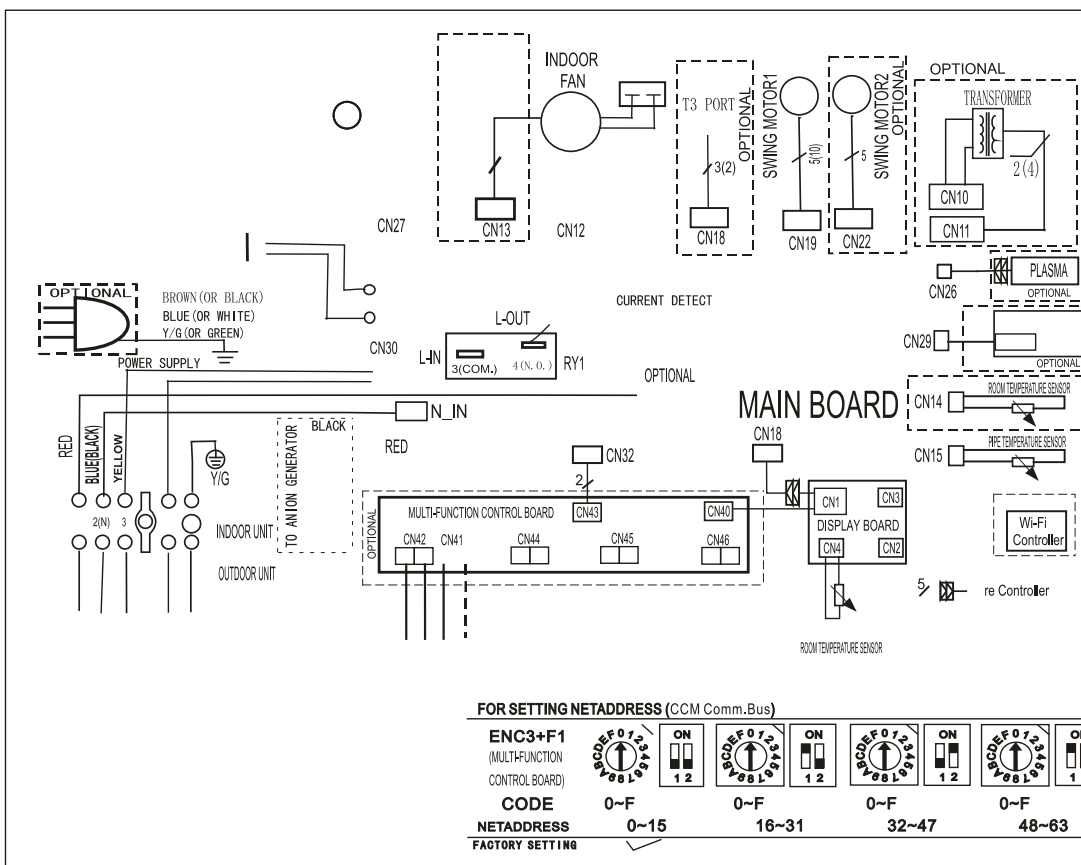 INDOOR
FAN
T3 PORT
OPTIONAL
3(2)
CN18
SWING MOTOR1
5(10)
CN19
SWING MOTOR2
OPTIONAL
5
CN22
OPTIONAL
TRANSFORMER
2(4)
CN10
CN11
CN27
CN13
CN12
PLASMA
OPTIONAL
CN26
OPTIONAL
BROWN(OR BLACK)
BLUE(OR WHITE)
Y/G(OR GREEN)
POWER SUPPLY
CURRENT DETECT
L-OUT
L-IN
3(COM.)
4(N.O.)
RY1
CN30
OPTIONAL
CN29
OPTIONAL
MAIN BOARD
CN14
ROOM TEMPERATURE SENSOR
CN15
PIPE TEMPERATURE SENSOR
N_IN
RED
BLUE(BLACK)
YELLOW
Y/G
BLACK
TO ANION GENERATOR
RED
CN32
2
CN18
2(N)
3
INDOOR UNIT
OUTDOOR UNIT
OPTIONAL
MULTI-FUNCTION CONTROL BOARD
CN43
CN40
CN42
CN41
CN44
CN45
CN46
CN1
CN3
DISPLAY BOARD
CN4
CN2
ROOM TEMPERATURE SENSOR
Wi-Fi
Controller
5
re Controller
FOR SETTING NETADDRESS (CCM Comm.Bus)
ENC3+F1
(MULTI-FUNCTION
CONTROL BOARD)
0123456789ABCDEF
ON
1 2
0123456789ABCDEF
ON
1 2
0123456789ABCDEF
ON
1 2
0123456789ABCDEF
ON
1
CODE 0~F 0~F 0~F 0~F
NETADDRESS 0~15 16~31 32~47 48~63
FACTORY SETTING